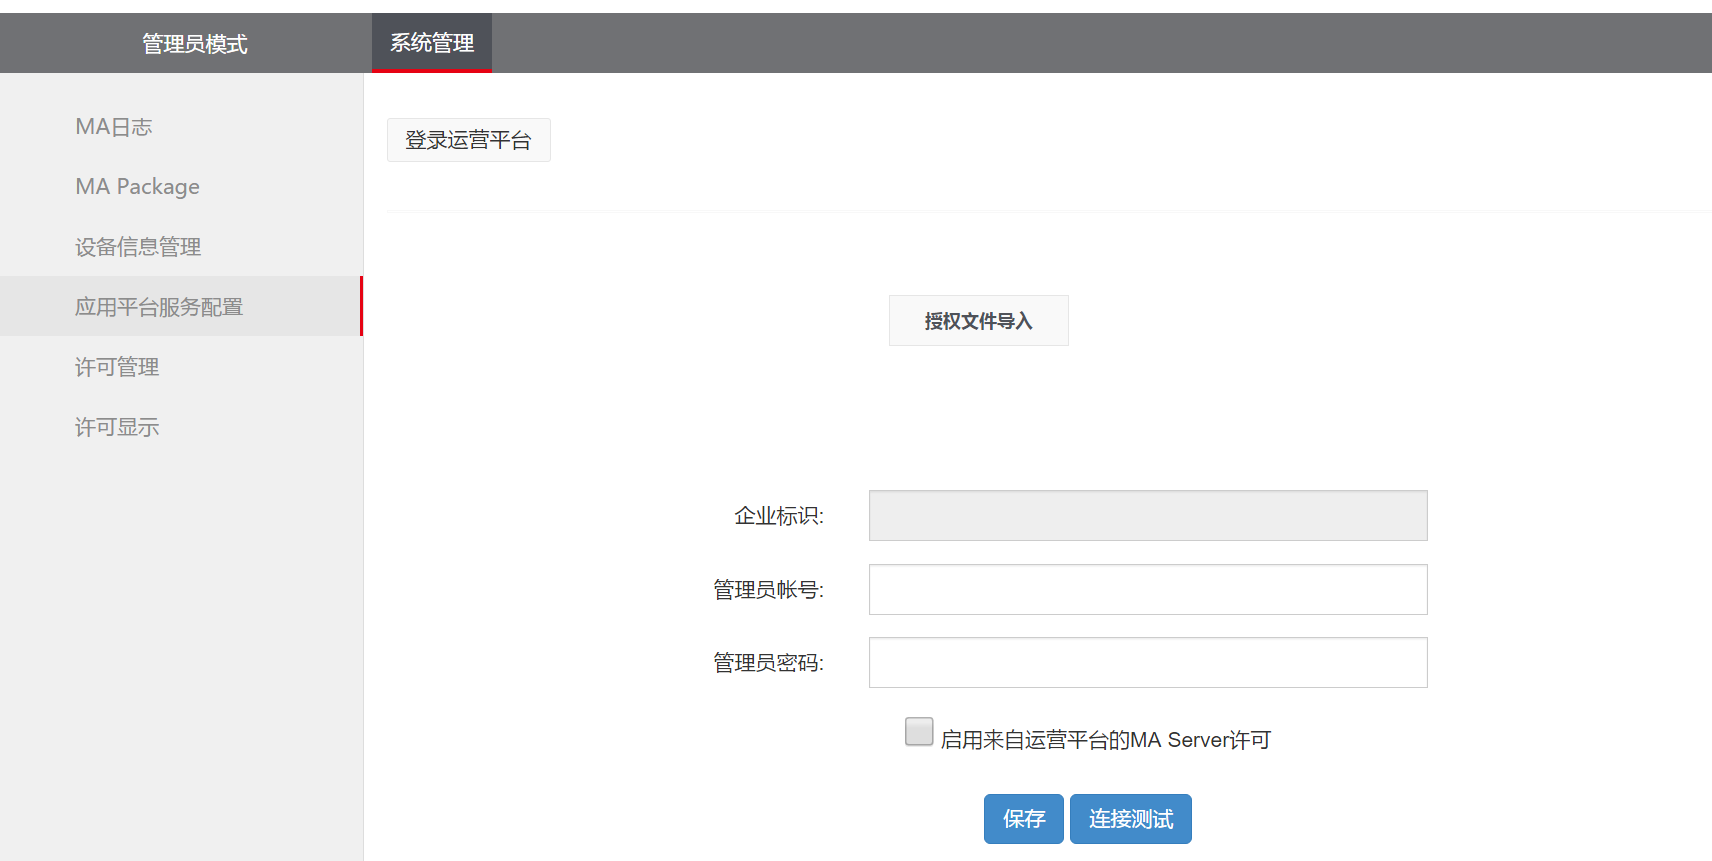 管理员模式
系统管理
MA日志
MA Package
设备信息管理
应用平台服务配置
许可管理
许可显示
登录运营平台
授权文件导入
企业标识:
管理员帐号:
管理员密码:
启用来自运营平台的MA Server许可
保存
连接测试